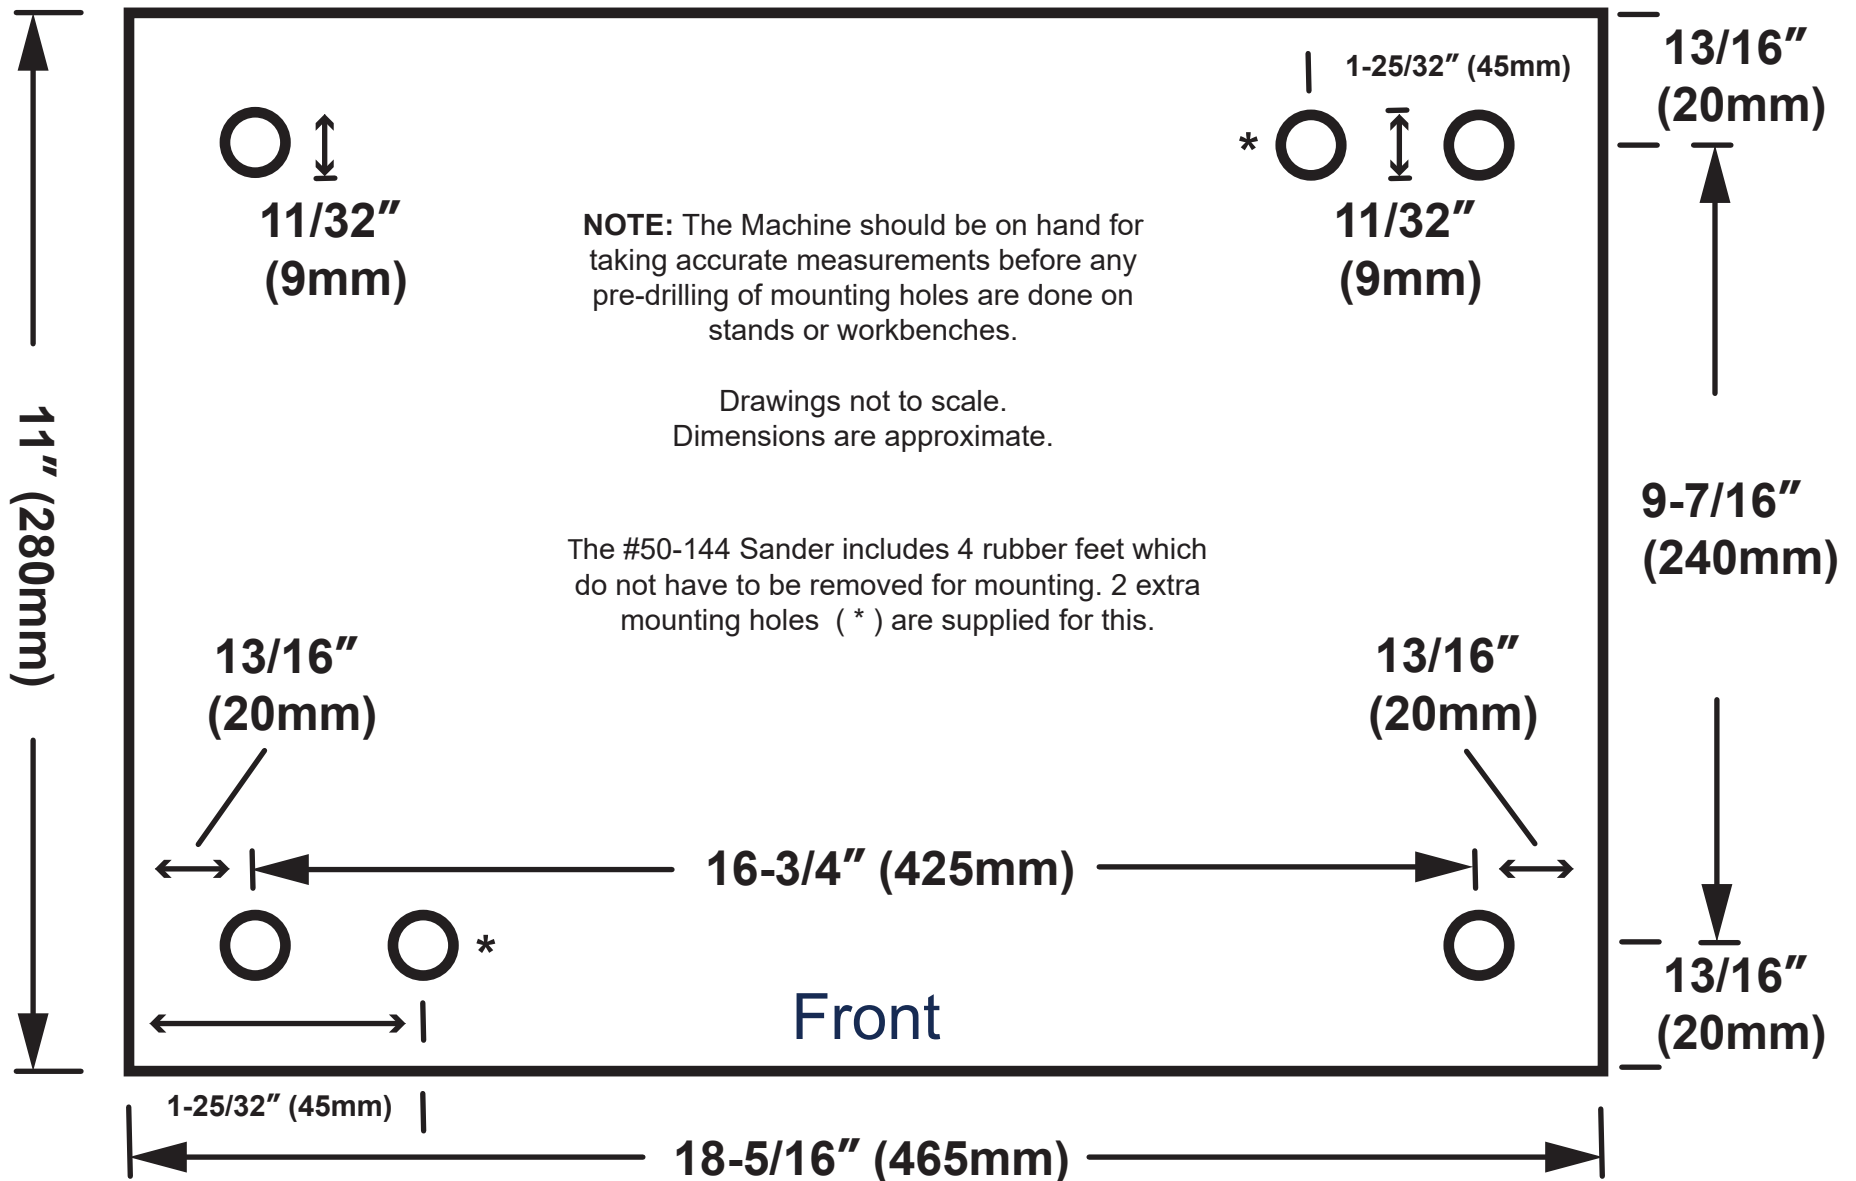 1-25/32″ (45mm)
13/16″
(20mm)
*
11/32″
(9mm)
11/32″
(9mm)
NOTE: The Machine should be on hand for
taking accurate measurements before any
pre-drilling of mounting holes are done on
stands or workbenches.
Drawings not to scale.
Dimensions are approximate.
11″ (280mm)
9-7/16″
(240mm)
The #50-144 Sander includes 4 rubber feet which
do not have to be removed for mounting. 2 extra
mounting holes  ( * ) are supplied for this.
13/16″
(20mm)
13/16″
(20mm)
16-3/4″ (425mm)
*
13/16″
(20mm)
Front
1-25/32″ (45mm)
18-5/16″ (465mm)